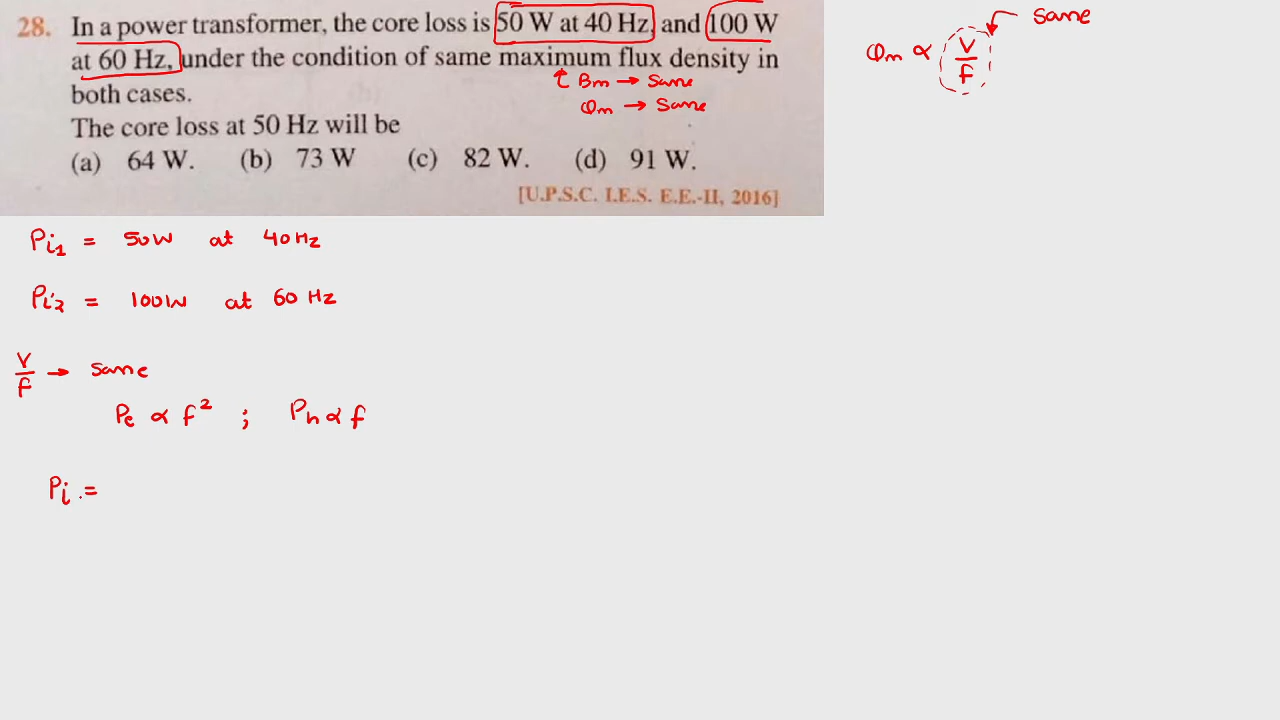 28. In a power transformer, the core loss is 50 W at 40 Hz, and 100 W
at 60 Hz, under the condition of same maximum flux density in
both cases.
Bm → Same
φm → Same
The core loss at 50 Hz will be
(a) 64 W. (b) 73 W (c) 82 W. (d) 91 W.
[U.P.S.C. I.E.S. E.E.-II, 2016]
Same
φm ∝ V/f
Pi1 = 50W at 40Hz
Pi2 = 100W at 60 Hz
V/f → Same
Pe ∝ f² ; Ph ∝ f
Pi =